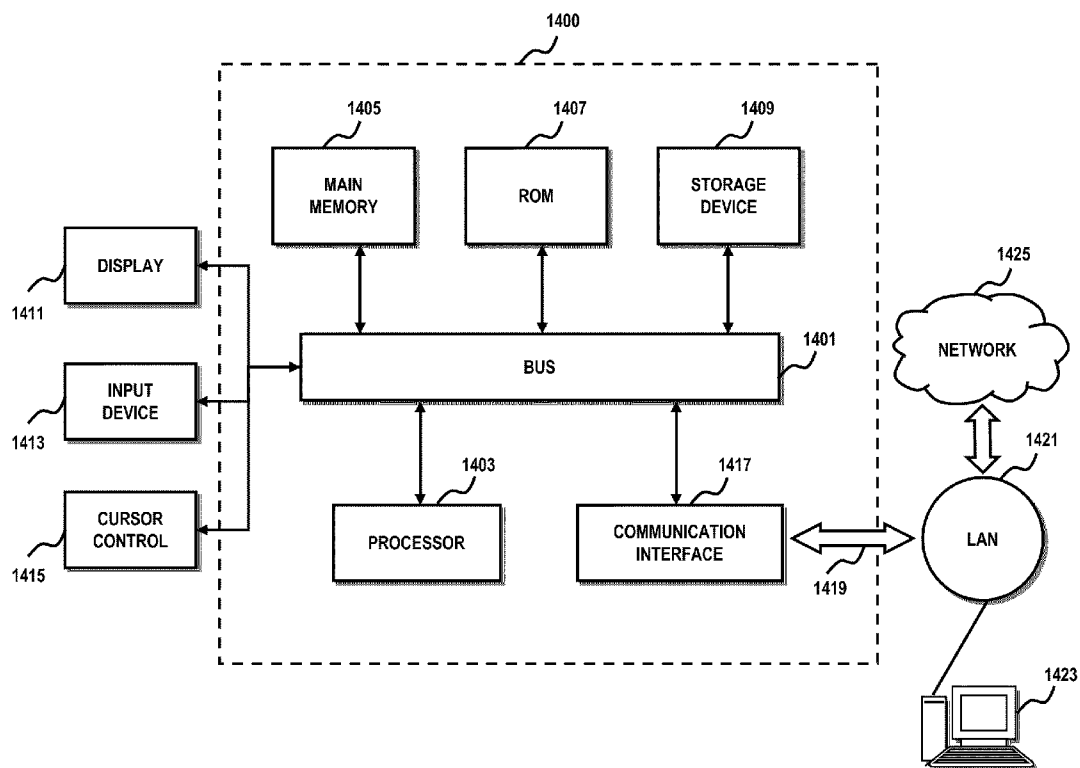 1400
1405
1407
1409
MAIN
MEMORY
ROM
STORAGE
DEVICE
DISPLAY
1411
1425
NETWORK
BUS
1401
INPUT
DEVICE
1413
1421
1403
1417
CURSOR
CONTROL
1415
PROCESSOR
COMMUNICATION
INTERFACE
1419
LAN
1423